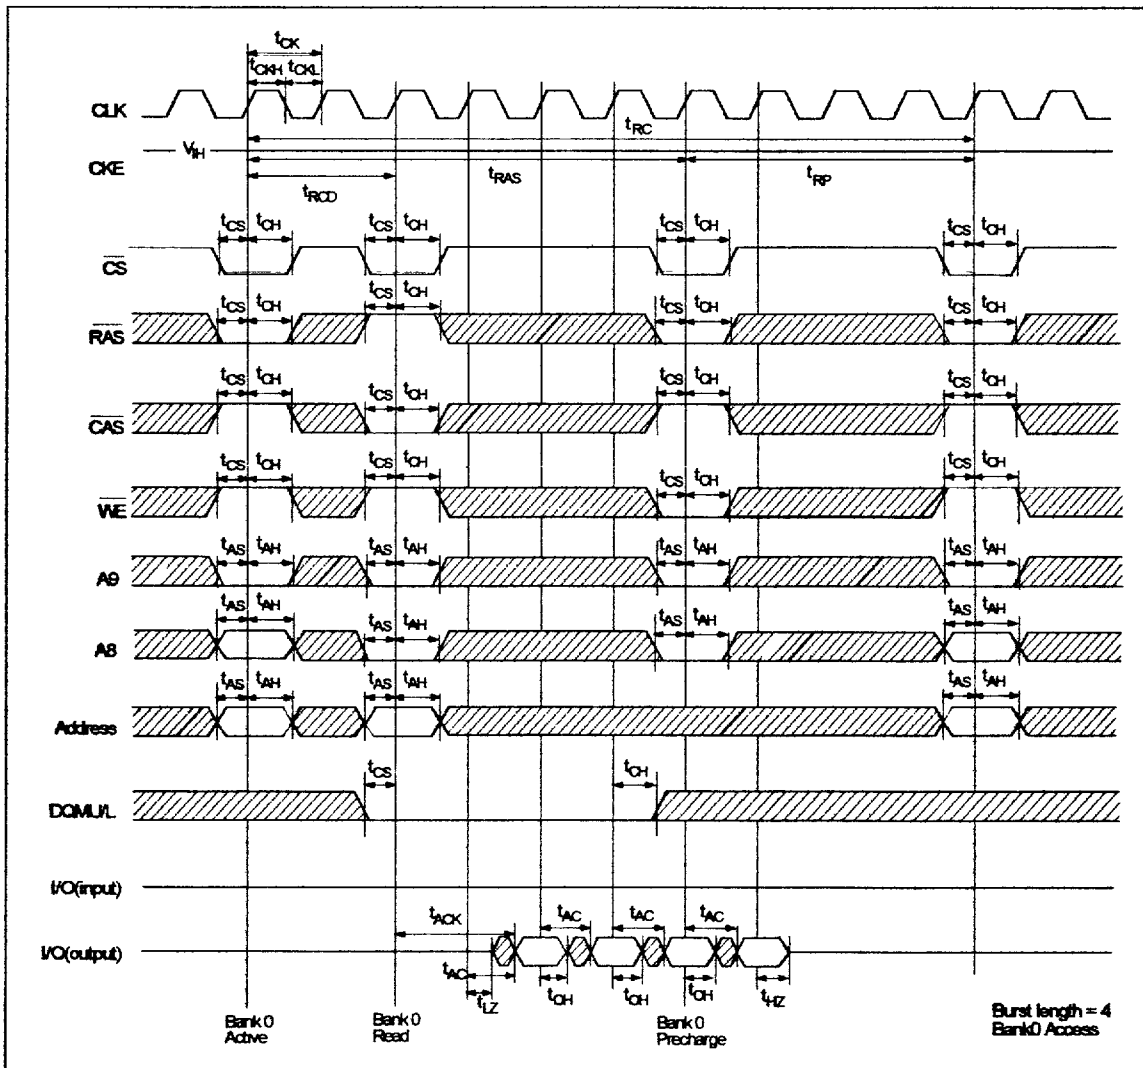 tCK
tCKH tCKL
CLK
tRC
VIH
CKE
tRAS tRP
tRCD
tCS tCH tCS tCH tCS tCH tCS tCH
CS
tCS tCH tCS tCH tCS tCH tCS tCH
RAS
tCS tCH tCS tCH tCS tCH tCS tCH
CAS
tCS tCH tCS tCH tCS tCH tCS tCH
WE
tAS tAH tAS tAH tAS tAH tAS tAH
A9
tAS tAH tAS tAH tAS tAH tAS tAH
A8
tAS tAH tAS tAH tAS tAH
Address
tCS tCH
DQMU/L
I/O(input)
tACK tAC tAC tAC
I/O(output)
tAC
tLZ tOH tOH tOH tHZ
Bank 0
Active
Bank 0
Read
Bank 0
Precharge
Burst length = 4
Bank0 Access